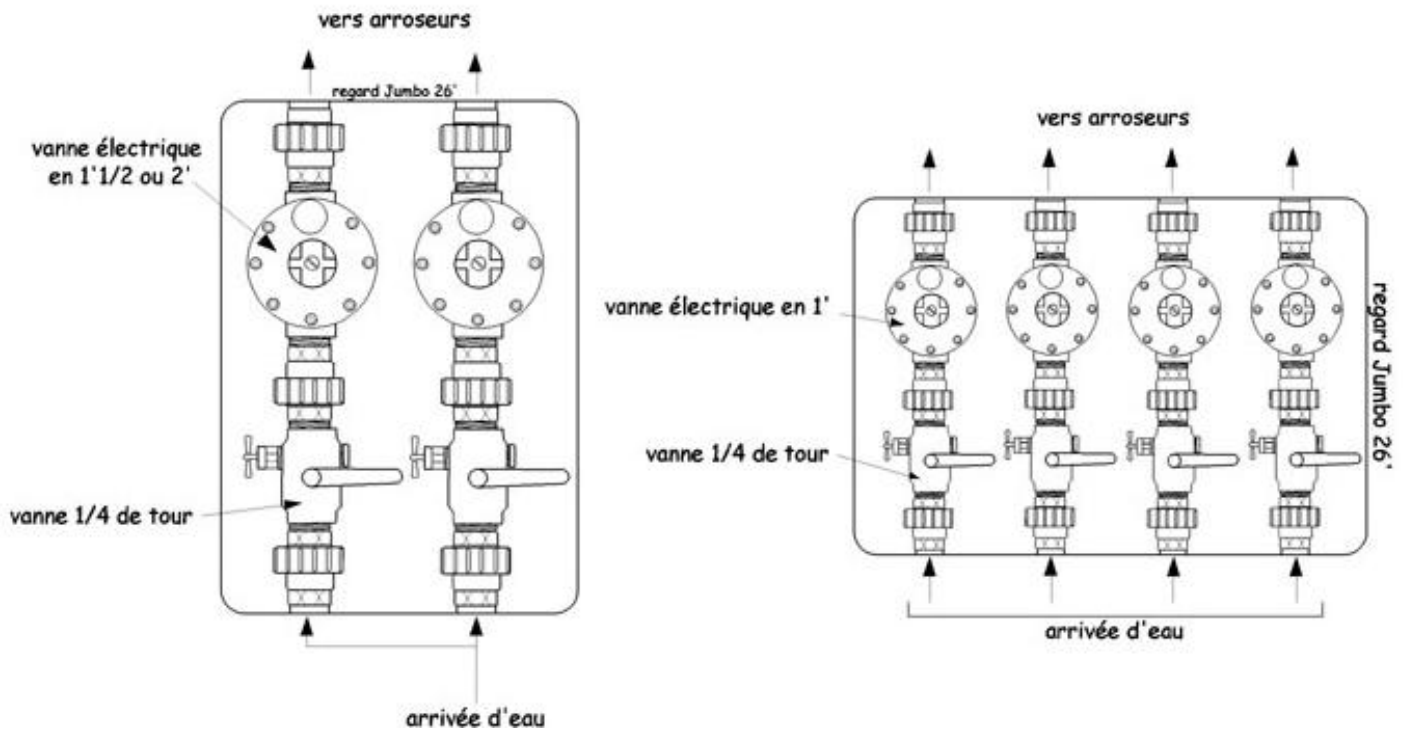 vers arroseurs
regard Jumbo 26'
vanne électrique
en 1'1/2 ou 2'
vanne 1/4 de tour
arrivée d'eau
vers arroseurs
vanne électrique en 1'
regard Jumbo 26'
vanne 1/4 de tour
arrivée d'eau